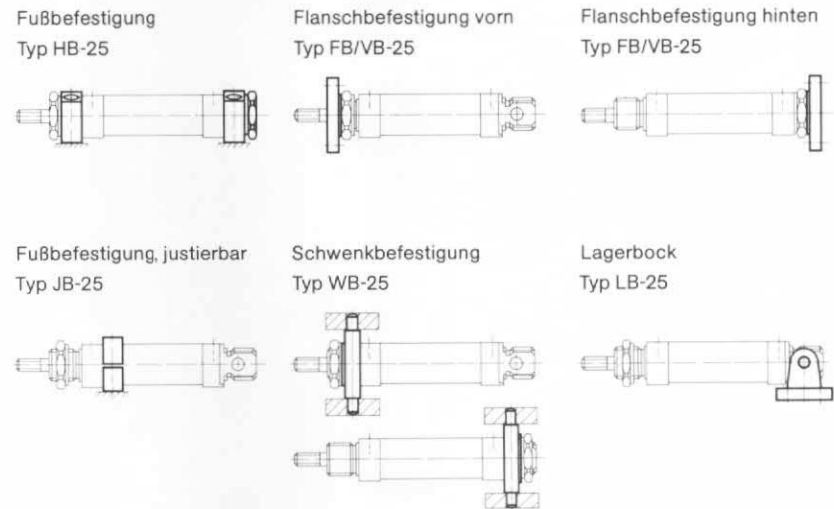 Fußbefestigung
Typ HB-25
Flanschbefestigung vorn
Typ FB/VB-25
Flanschbefestigung hinten
Typ FB/VB-25
Fußbefestigung, justierbar
Typ JB-25
Schwenkbefestigung
Typ WB-25
Lagerbock
Typ LB-25